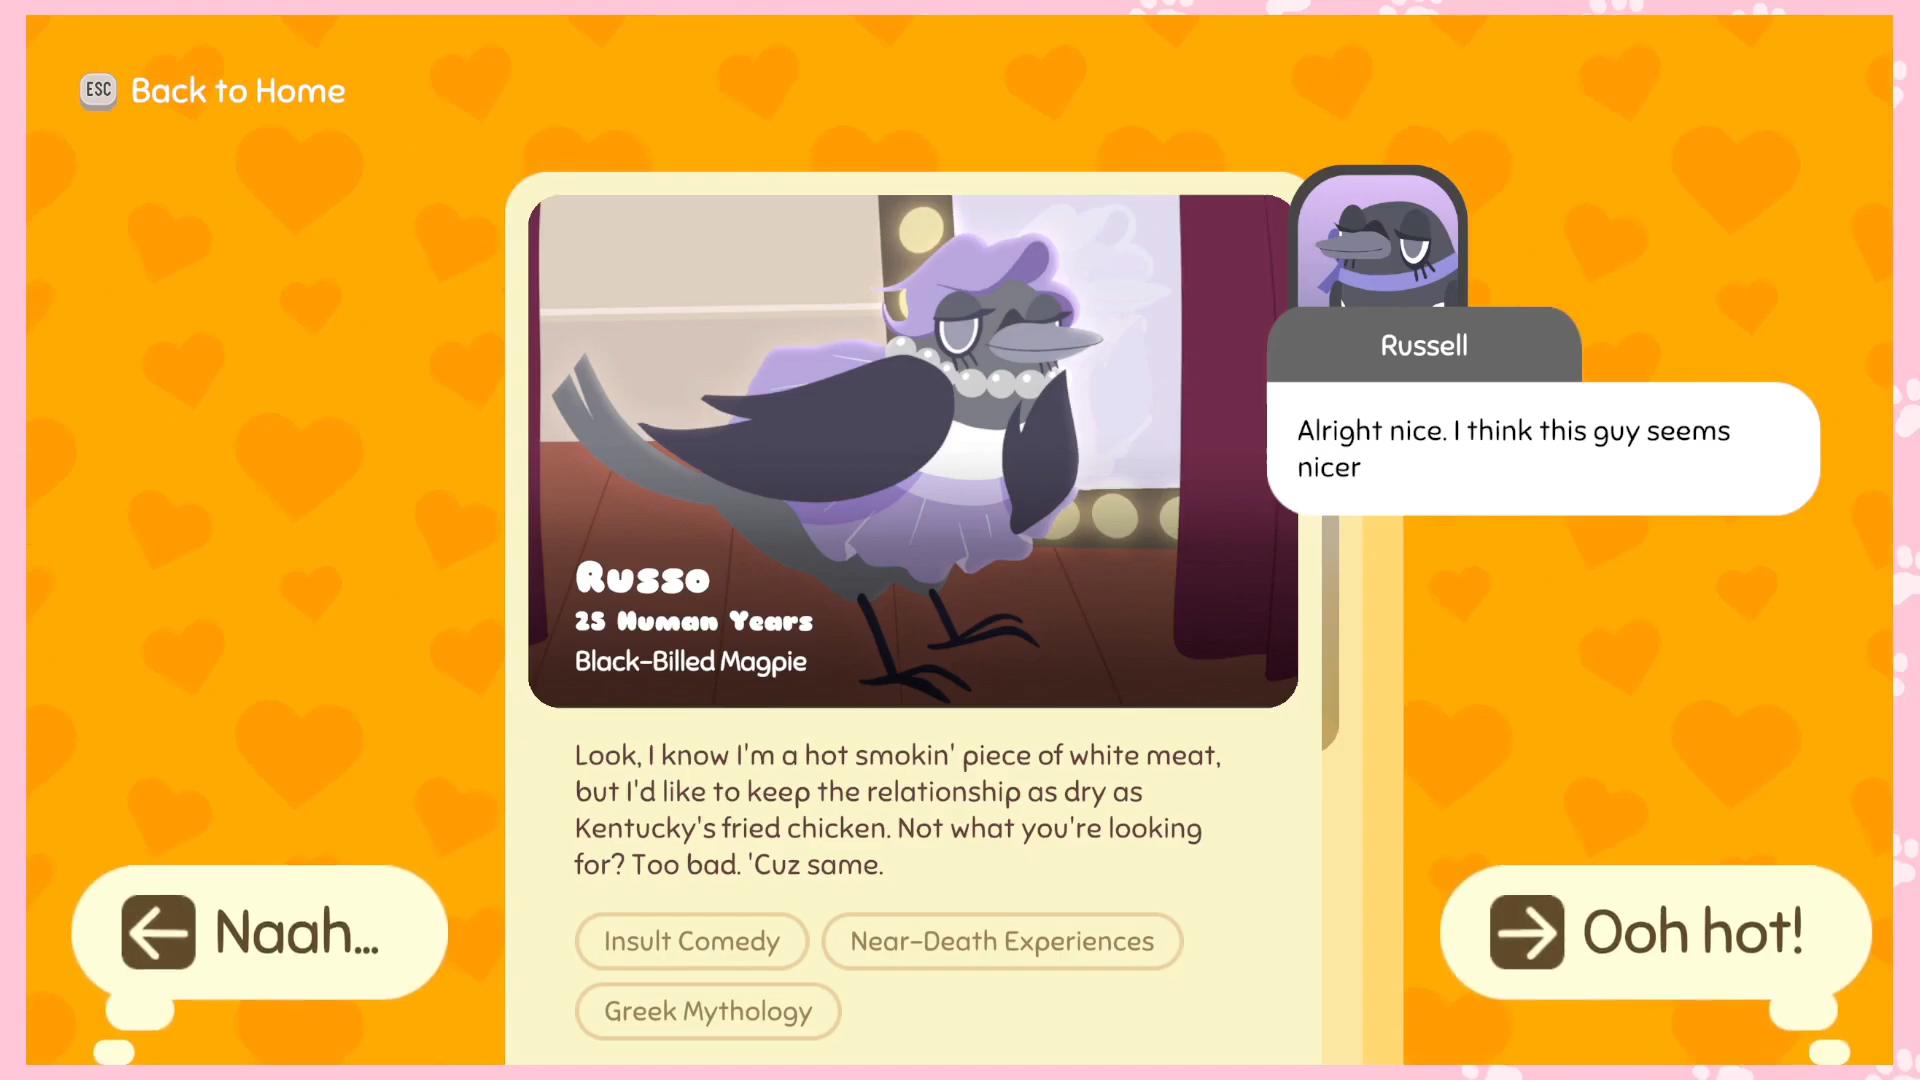 ESC Back to Home
Russell
Alright nice. I think this guy seems
nicer
Russo
25 Human Years
Black-Billed Magpie
Look, I know I'm a hot smokin' piece of white meat,
but I'd like to keep the relationship as dry as
Kentucky's fried chicken. Not what you're looking
for? Too bad. 'Cuz same.
Insult Comedy
Near-Death Experiences
Greek Mythology
Naah...
Ooh hot!